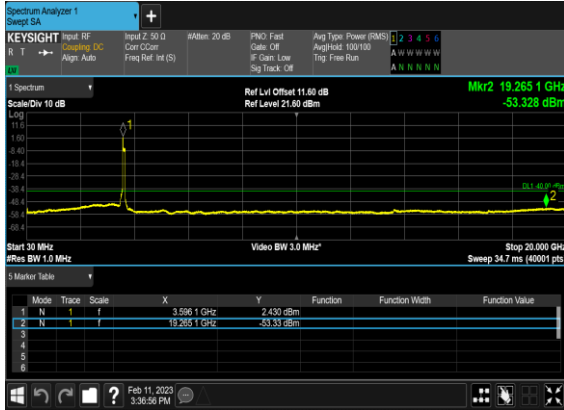 Spectrum Analyzer 1
Swept SA
+
KEYSIGHT Input: RF Input Z: 50 Ω #Atten: 20 dB PNO: Fast Avg Type: Power (RMS) 1 2 3 4 5 6
R T Coupling: DC Corr CCorr Gate: Off Avg|Hold: 100/100 A W W W W W
Align: Auto Freq Ref: Int (S) IF Gain: Low Trig: Free Run
Sig Track: Off A N N N N N
1 Spectrum
Scale/Div 10 dB
Ref Lvl Offset 11.60 dB
Ref Level 21.60 dBm
Mkr2 19.265 1 GHz
-53.328 dBm
Log
11.6
1.60
-8.40
-18.4
-28.4
-38.4
-48.4
-58.4
-68.4
1
2
Start 30 MHz Video BW 3.0 MHz* Stop 20.000 GHz
#Res BW 1.0 MHz Sweep 34.7 ms (40001 pts
5 Marker Table
Mode Trace Scale X Y Function Function Width Function Value
1 N 1 f 3.596 1 GHz 2.430 dBm
2 N 1 f 19.265 1 GHz -53.33 dBm
3
4
5
6
? Feb 11, 2023
3:36:56 PM